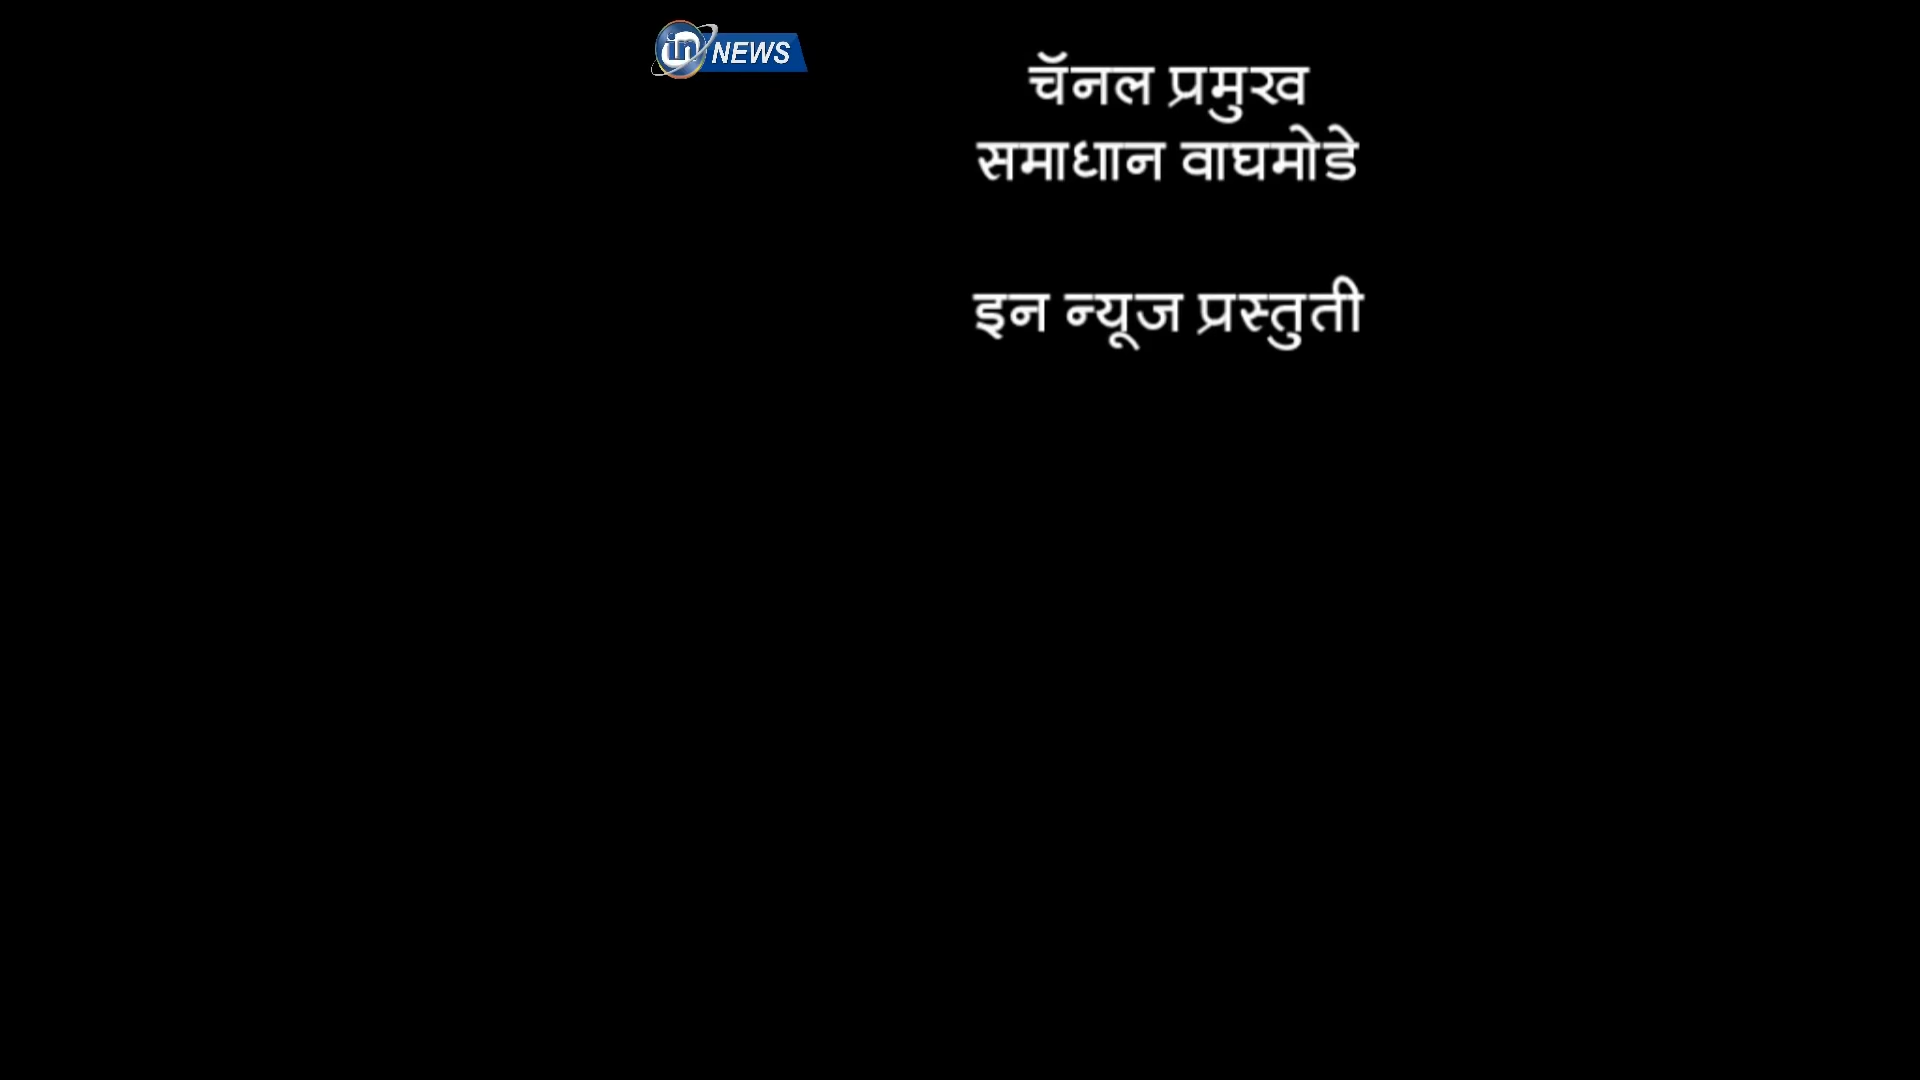 in NEWS
चॅनल प्रमुख
समाधान वाघमोडे
इन न्यूज प्रस्तुती